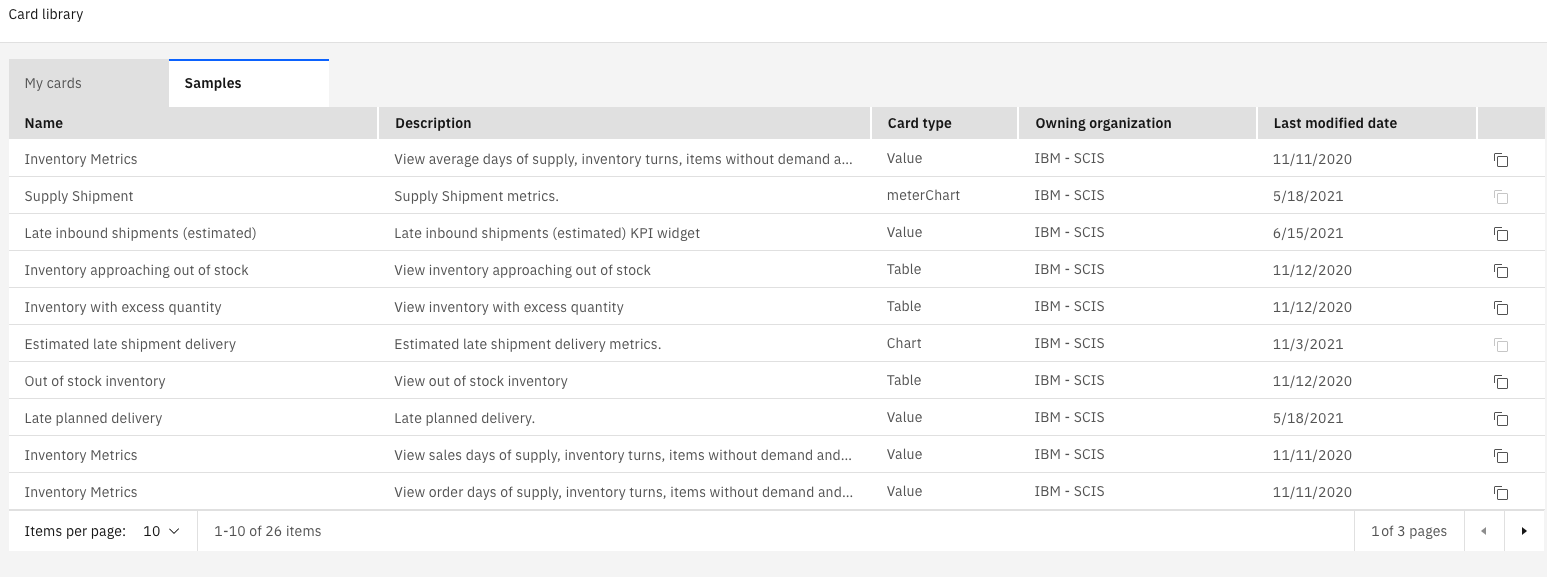 Card library
My cards Samples
Name Description Card type Owning organization Last modified date
Inventory Metrics View average days of supply, inventory turns, items without demand a... Value IBM - SCIS 11/11/2020
Supply Shipment Supply Shipment metrics. meterChart IBM - SCIS 5/18/2021
Late inbound shipments (estimated) Late inbound shipments (estimated) KPI widget Value IBM - SCIS 6/15/2021
Inventory approaching out of stock View inventory approaching out of stock Table IBM - SCIS 11/12/2020
Inventory with excess quantity View inventory with excess quantity Table IBM - SCIS 11/12/2020
Estimated late shipment delivery Estimated late shipment delivery metrics. Chart IBM - SCIS 11/3/2021
Out of stock inventory View out of stock inventory Table IBM - SCIS 11/12/2020
Late planned delivery Late planned delivery. Value IBM - SCIS 5/18/2021
Inventory Metrics View sales days of supply, inventory turns, items without demand and... Value IBM - SCIS 11/11/2020
Inventory Metrics View order days of supply, inventory turns, items without demand and... Value IBM - SCIS 11/11/2020
Items per page: 10 1-10 of 26 items 1 of 3 pages